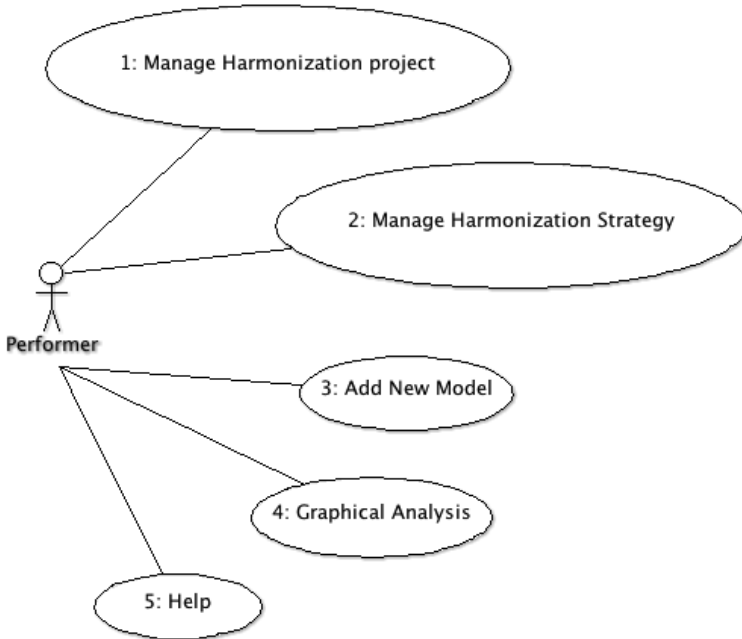 1: Manage Harmonization project
2: Manage Harmonization Strategy
Performer
3: Add New Model
4: Graphical Analysis
5: Help